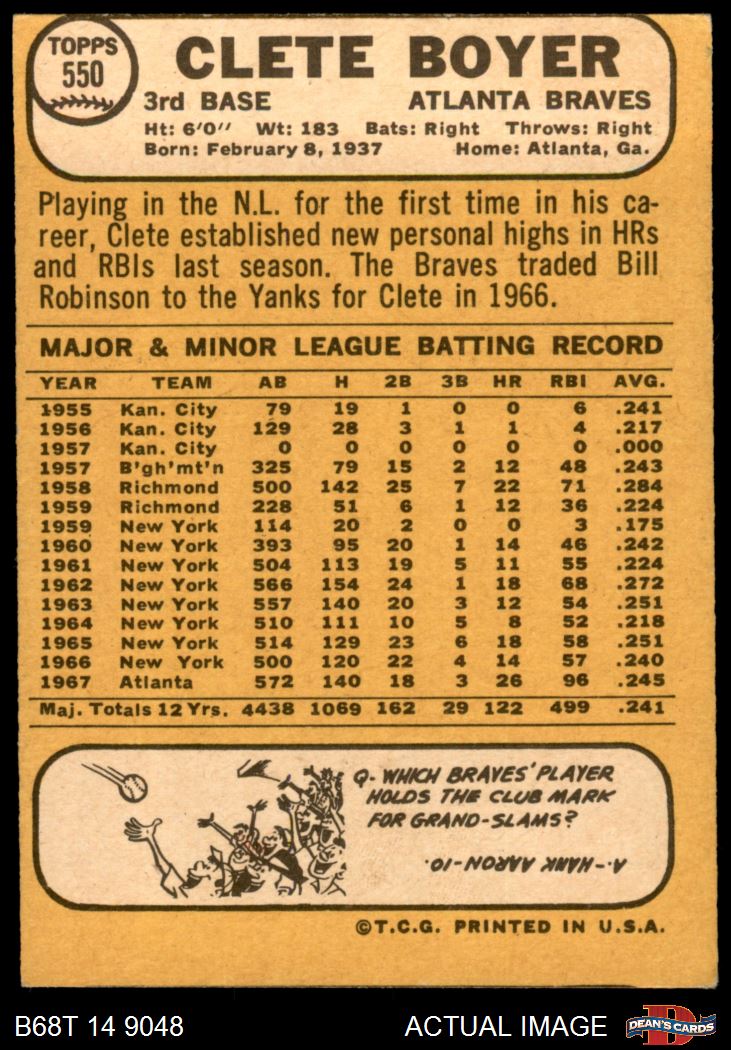 TOPPS
550
CLETE BOYER
3rd BASE ATLANTA BRAVES
Ht: 6'0" Wt: 183 Bats: Right Throws: Right
Born: February 8, 1937 Home: Atlanta, Ga.
Playing in the N.L. for the first time in his ca-
reer, Clete established new personal highs in HRs
and RBIs last season. The Braves traded Bill
Robinson to the Yanks for Clete in 1966.
MAJOR & MINOR LEAGUE BATTING RECORD
YEAR TEAM AB H 2B 3B HR RBI AVG.
1955 Kan. City 79 19 1 0 0 6 .241
1956 Kan. City 129 28 3 1 1 4 .217
1957 Kan. City 0 0 0 0 0 0 .000
1957 B'gh'mt'n 325 79 15 2 12 48 .243
1958 Richmond 500 142 25 7 22 71 .284
1959 Richmond 228 51 6 1 12 36 .224
1959 New York 114 20 2 0 0 3 .175
1960 New York 393 95 20 1 14 46 .242
1961 New York 504 113 19 5 11 55 .224
1962 New York 566 154 24 1 18 68 .272
1963 New York 557 140 20 3 12 54 .251
1964 New York 510 111 10 5 8 52 .218
1965 New York 514 129 23 6 18 58 .251
1966 New York 500 120 22 4 14 57 .240
1967 Atlanta 572 140 18 3 26 96 .245
Maj. Totals 12 Yrs. 4438 1069 162 29 122 499 .241
Q- WHICH BRAVES' PLAYER
HOLDS THE CLUB MARK
FOR GRAND-SLAMS?
A.- HANK AARON-10.
©T.C.G. PRINTED IN U.S.A.
B68T 14 9048 ACTUAL IMAGE DEAN'S CARDS